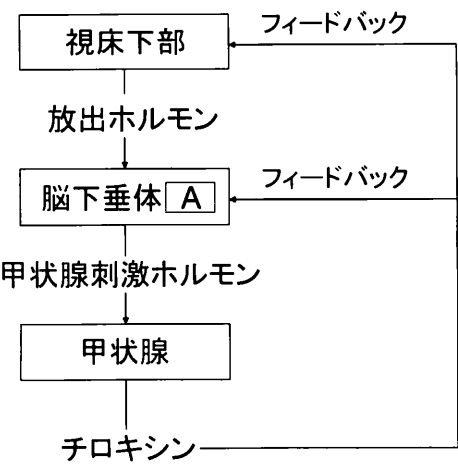 フィードバック
視床下部
放出ホルモン
フィードバック
脳下垂体 A
甲状腺刺激ホルモン
甲状腺
チロキシン